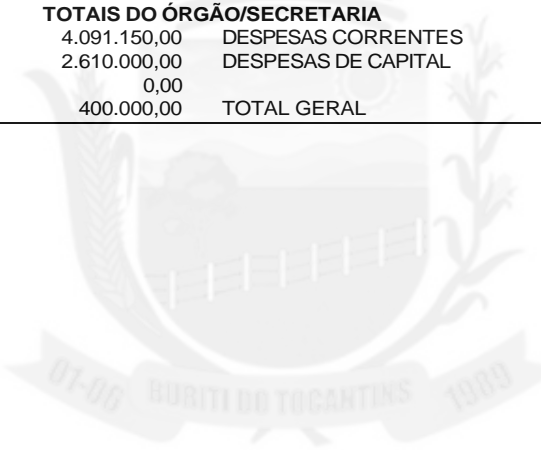 TOTAIS DO ÓRGÃO/SECRETARIA
4.091.150,00 DESPESAS CORRENTES
2.610.000,00 DESPESAS DE CAPITAL
0,00
400.000,00 TOTAL GERAL
01-06 BURITI DO TOCANTINS 1989